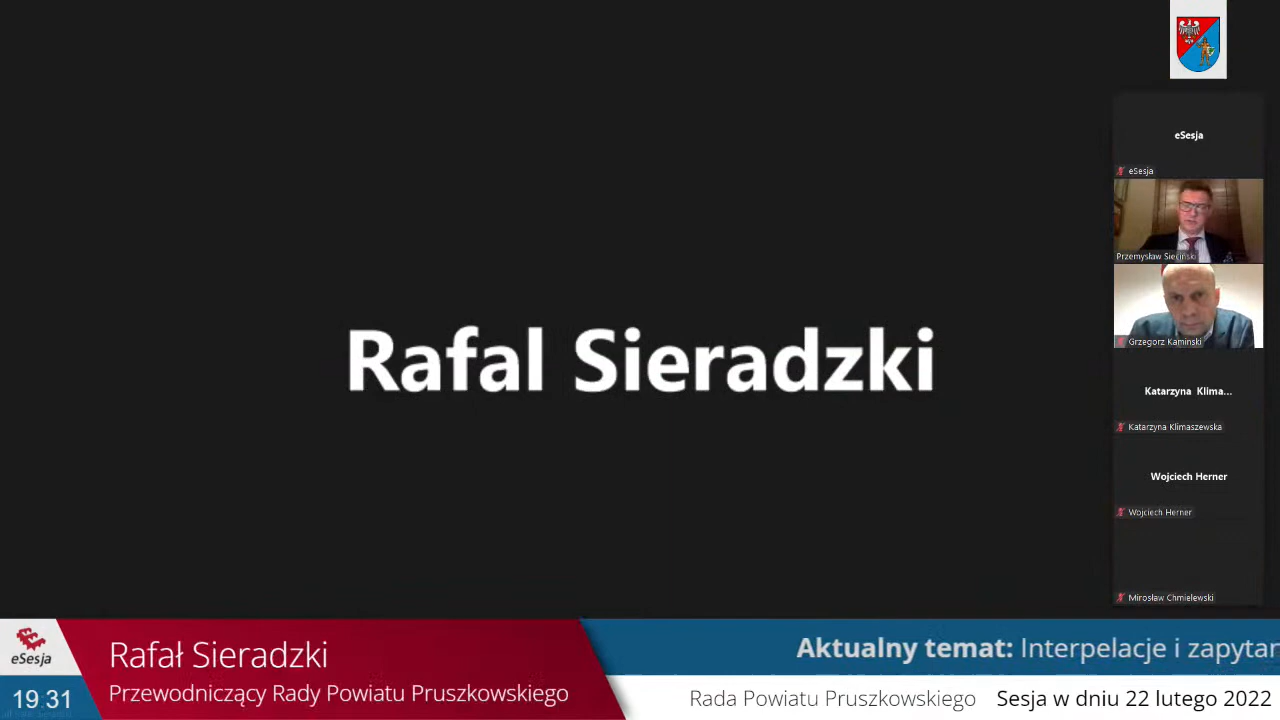 eSesja
eSesja
Przemysław Sieciński
Grzegorz Kaminski
Katarzyna Klima...
Katarzyna Klimaszewska
Wojciech Herner
Wojciech Herner
Mirosław Chmielewski
Rafal Sieradzki
eSesja
19:31
Rafał Sieradzki
Przewodniczący Rady Powiatu Pruszkowskiego
Aktualny temat: Interpelacje i zapytan
Rada Powiatu Pruszkowskiego Sesja w dniu 22 lutego 2022